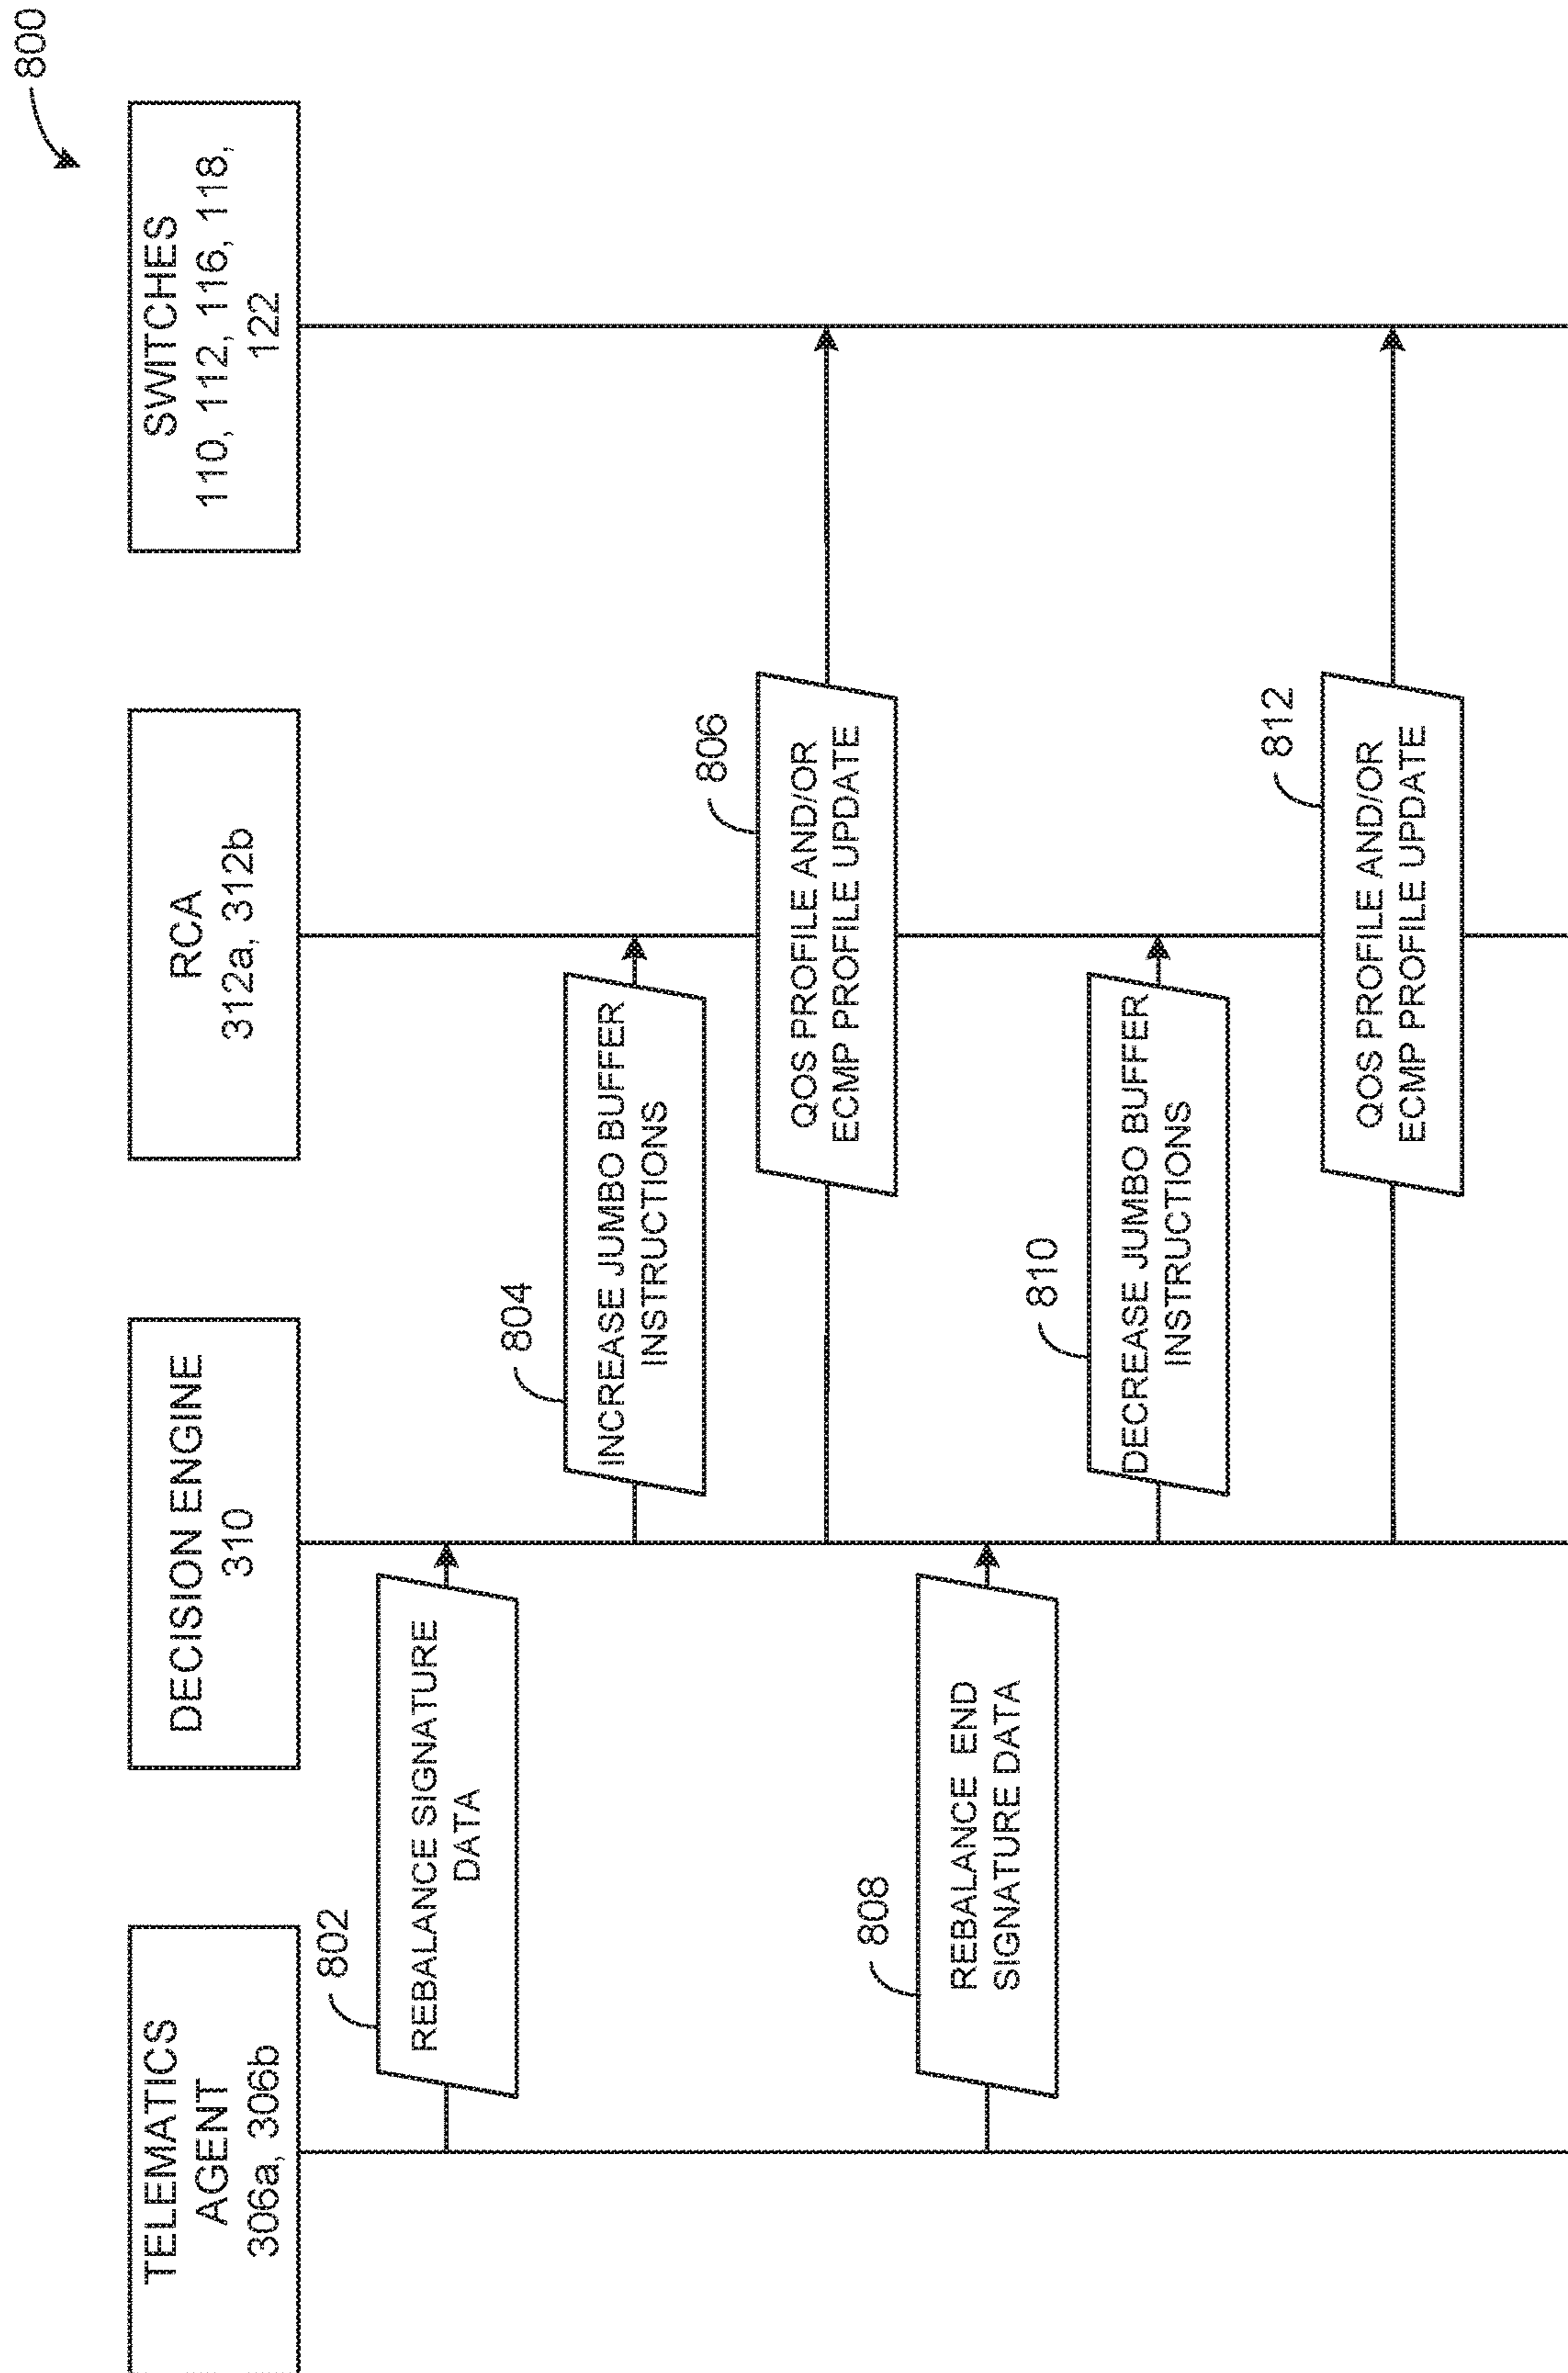 800
TELEMATICS
AGENT
306a, 306b
DECISION ENGINE
310
RCA
312a, 312b
SWITCHES
110, 112, 116, 118,
122
802
REBALANCE SIGNATURE
DATA
804
INCREASE JUMBO BUFFER
INSTRUCTIONS
806
QOS PROFILE AND/OR
ECMP PROFILE UPDATE
808
REBALANCE END
SIGNATURE DATA
810
DECREASE JUMBO BUFFER
INSTRUCTIONS
812
QOS PROFILE AND/OR
ECMP PROFILE UPDATE